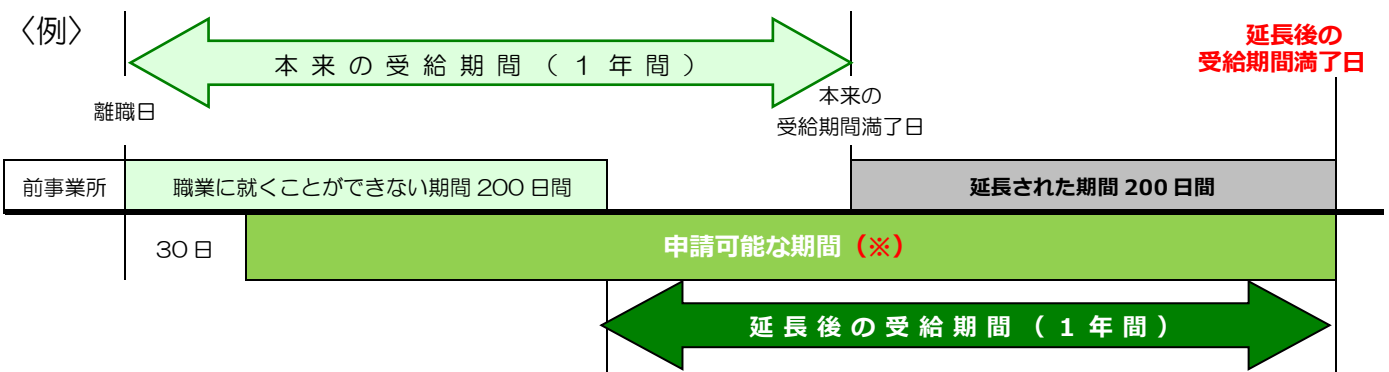 〈例〉
本来の受給期間（１年間）
延長後の
受給期間満了日
離職日
本来の
受給期間満了日
前事業所
職業に就くことができない期間 200 日間
延長された期間 200 日間
30 日
申請可能な期間（※）
延長後の受給期間（１年間）